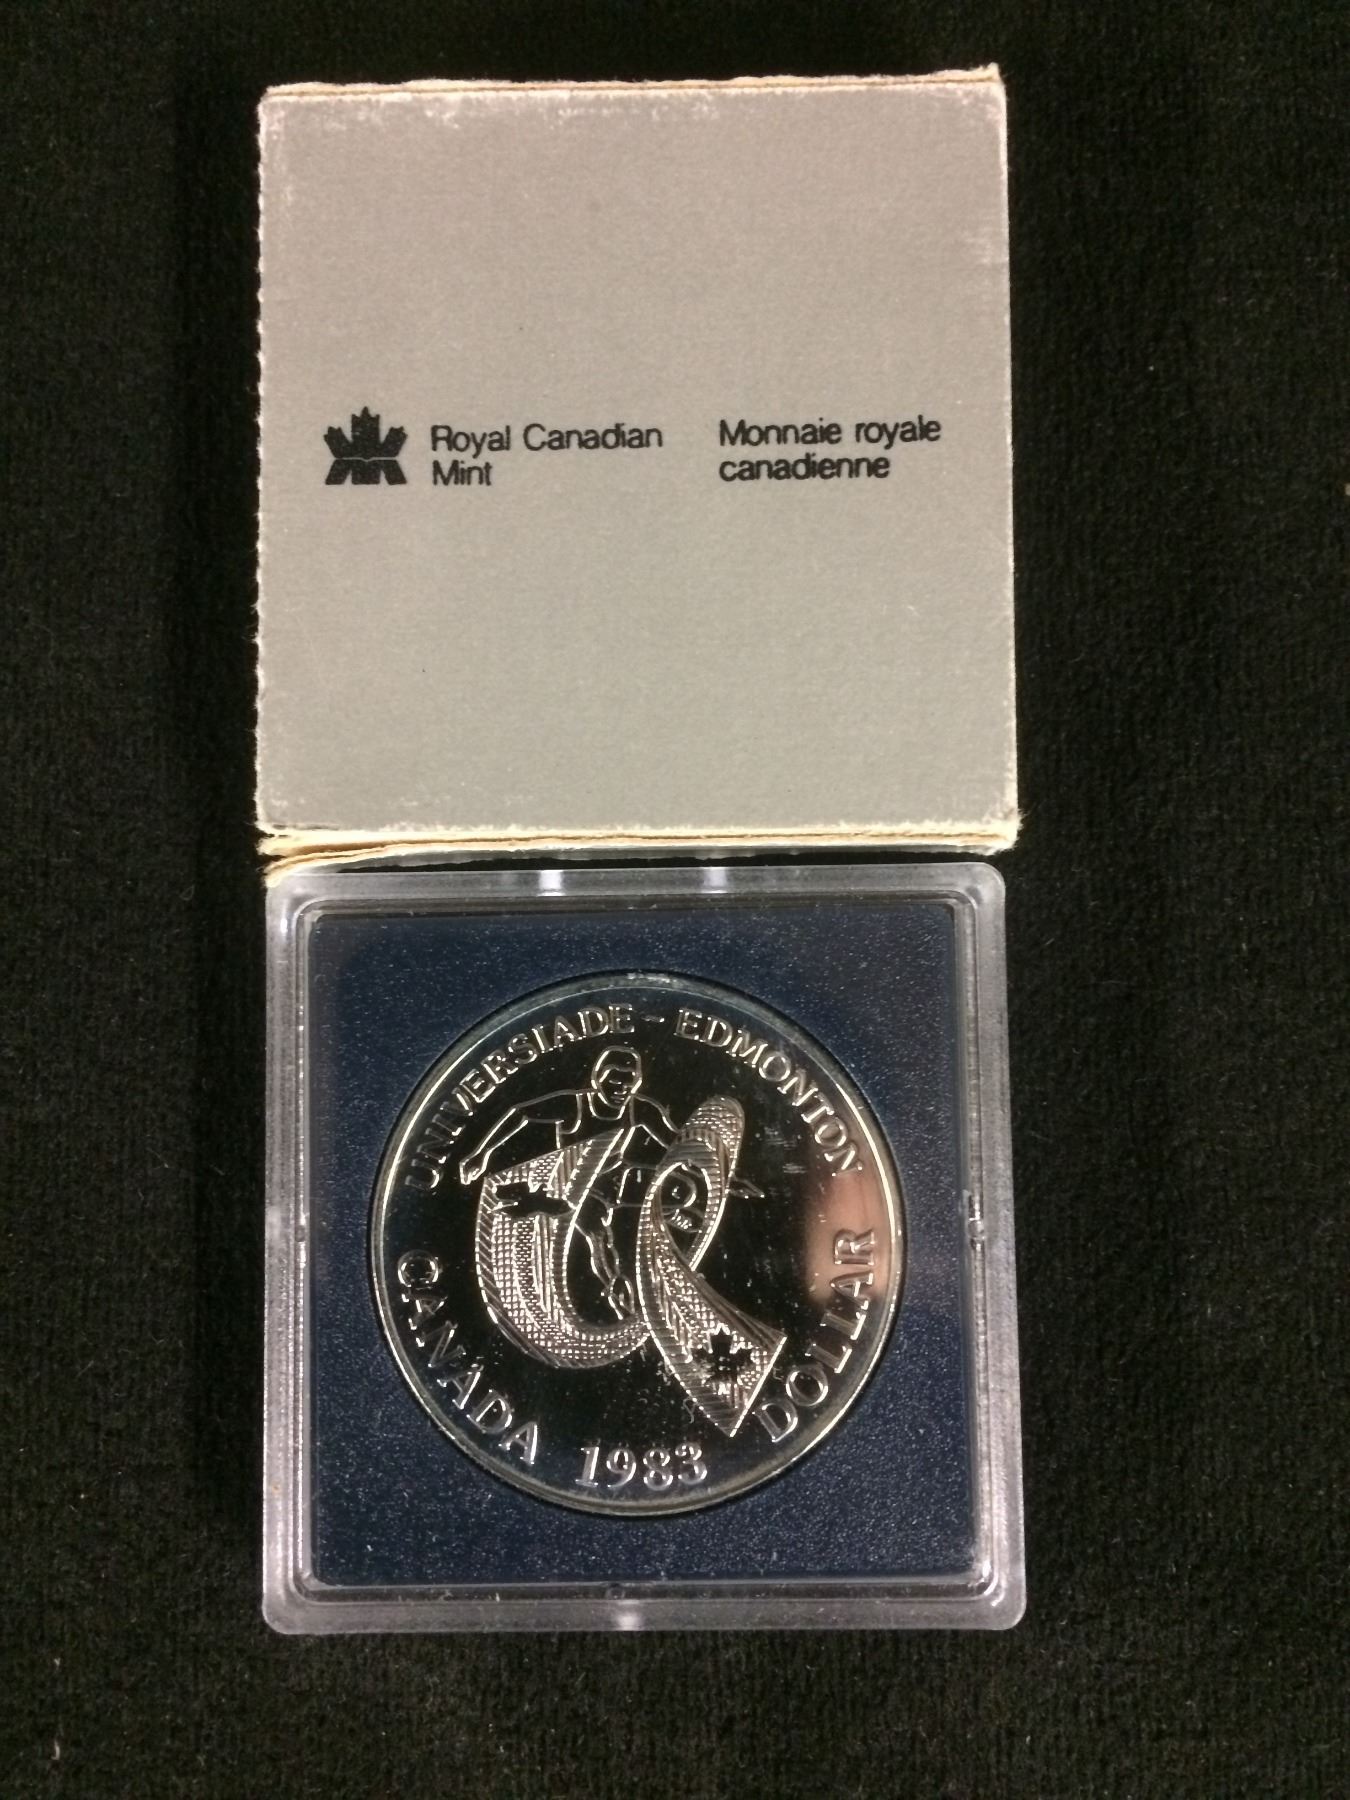 Royal Canadian
Mint
Monnaie royale
canadienne
UNIVERSIADE - EDMONTON
CANADA 1983 DOLLAR